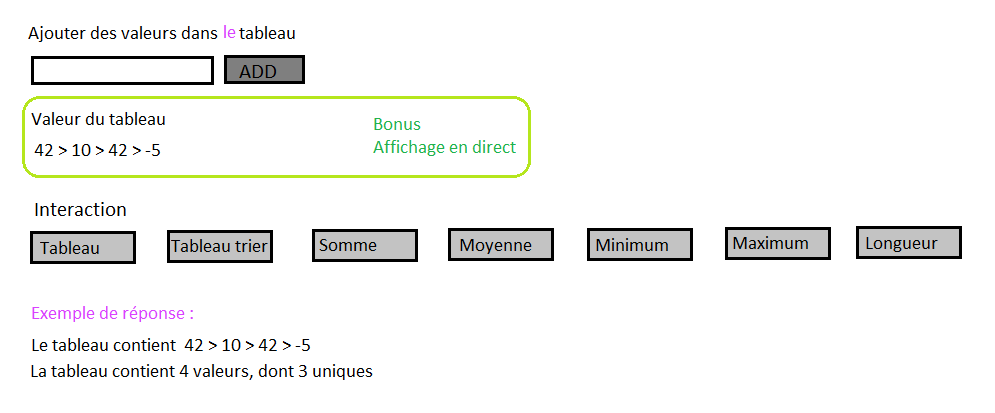 Ajouter des valeurs dans le tableau
ADD
Valeur du tableau
42 > 10 > 42 > -5
Bonus
Affichage en direct
Interaction
Tableau
Tableau trier
Somme
Moyenne
Minimum
Maximum
Longueur
Exemple de réponse :
Le tableau contient 42 > 10 > 42 > -5
La tableau contient 4 valeurs, dont 3 uniques